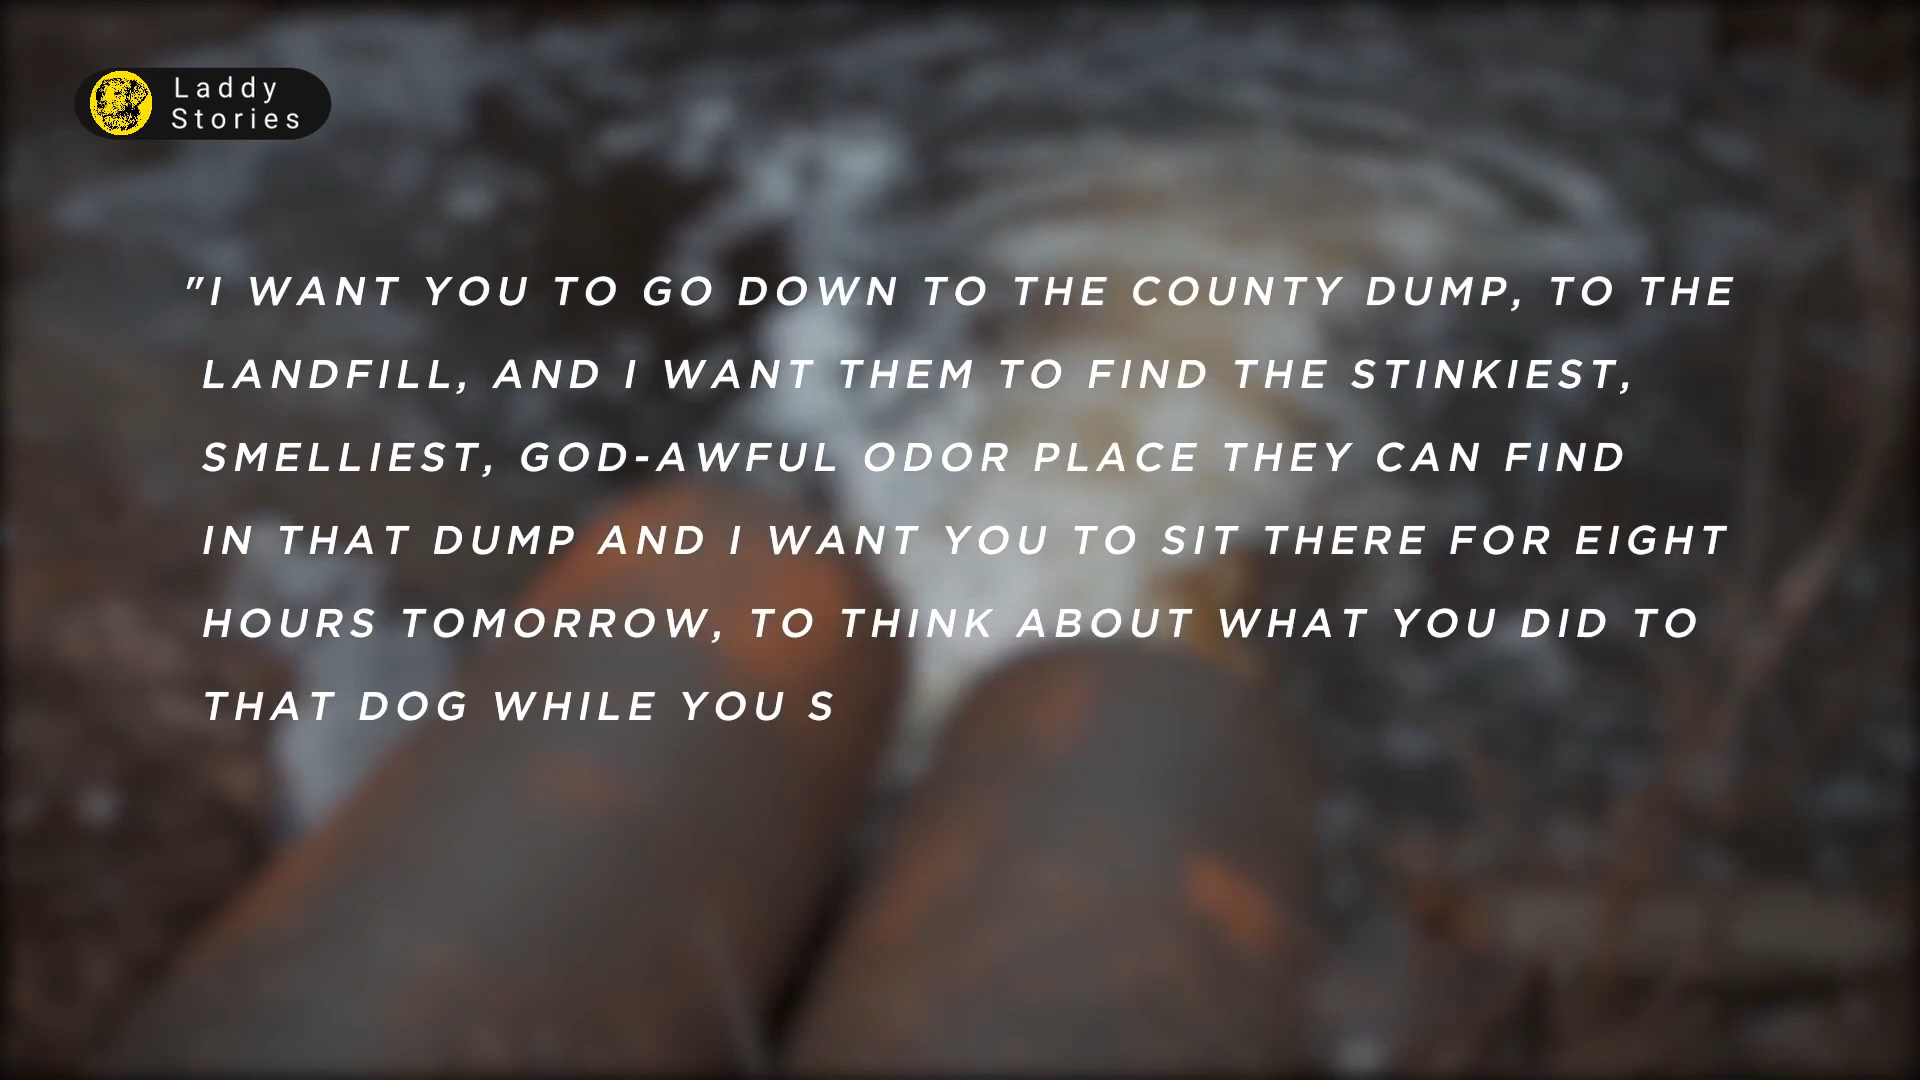 Laddy
Stories
"I WANT YOU TO GO DOWN TO THE COUNTY DUMP, TO THE
LANDFILL, AND I WANT THEM TO FIND THE STINKIEST,
SMELLIEST, GOD-AWFUL ODOR PLACE THEY CAN FIND
IN THAT DUMP AND I WANT YOU TO SIT THERE FOR EIGHT
HOURS TOMORROW, TO THINK ABOUT WHAT YOU DID TO
THAT DOG WHILE YOU S